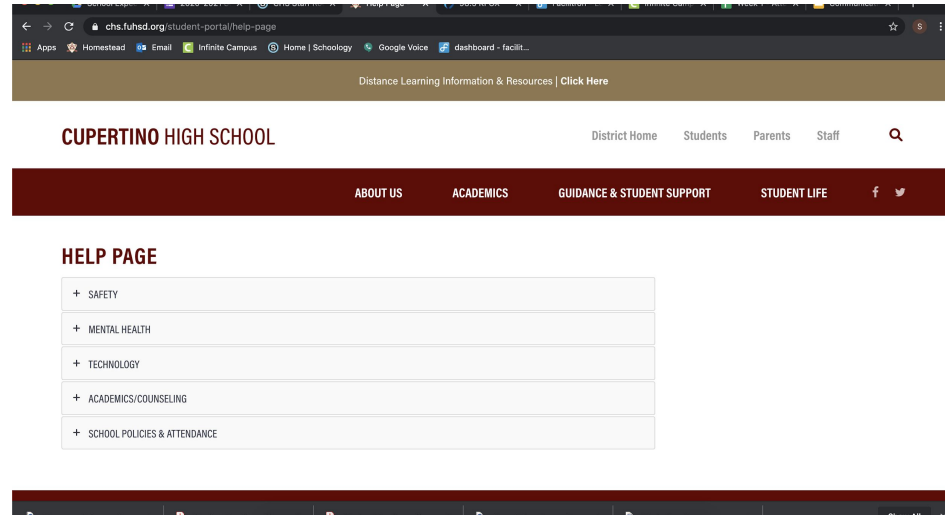 Help Page
chs.fuhsd.org/student-portal/help-page
S
Apps Homestead Email Infinite Campus Home | Schoology Google Voice dashboard - facilit...
Distance Learning Information & Resources | Click Here
CUPERTINO HIGH SCHOOL
District Home Students Parents Staff
ABOUT US ACADEMICS GUIDANCE & STUDENT SUPPORT STUDENT LIFE
HELP PAGE
+ SAFETY
+ MENTAL HEALTH
+ TECHNOLOGY
+ ACADEMICS/COUNSELING
+ SCHOOL POLICIES & ATTENDANCE